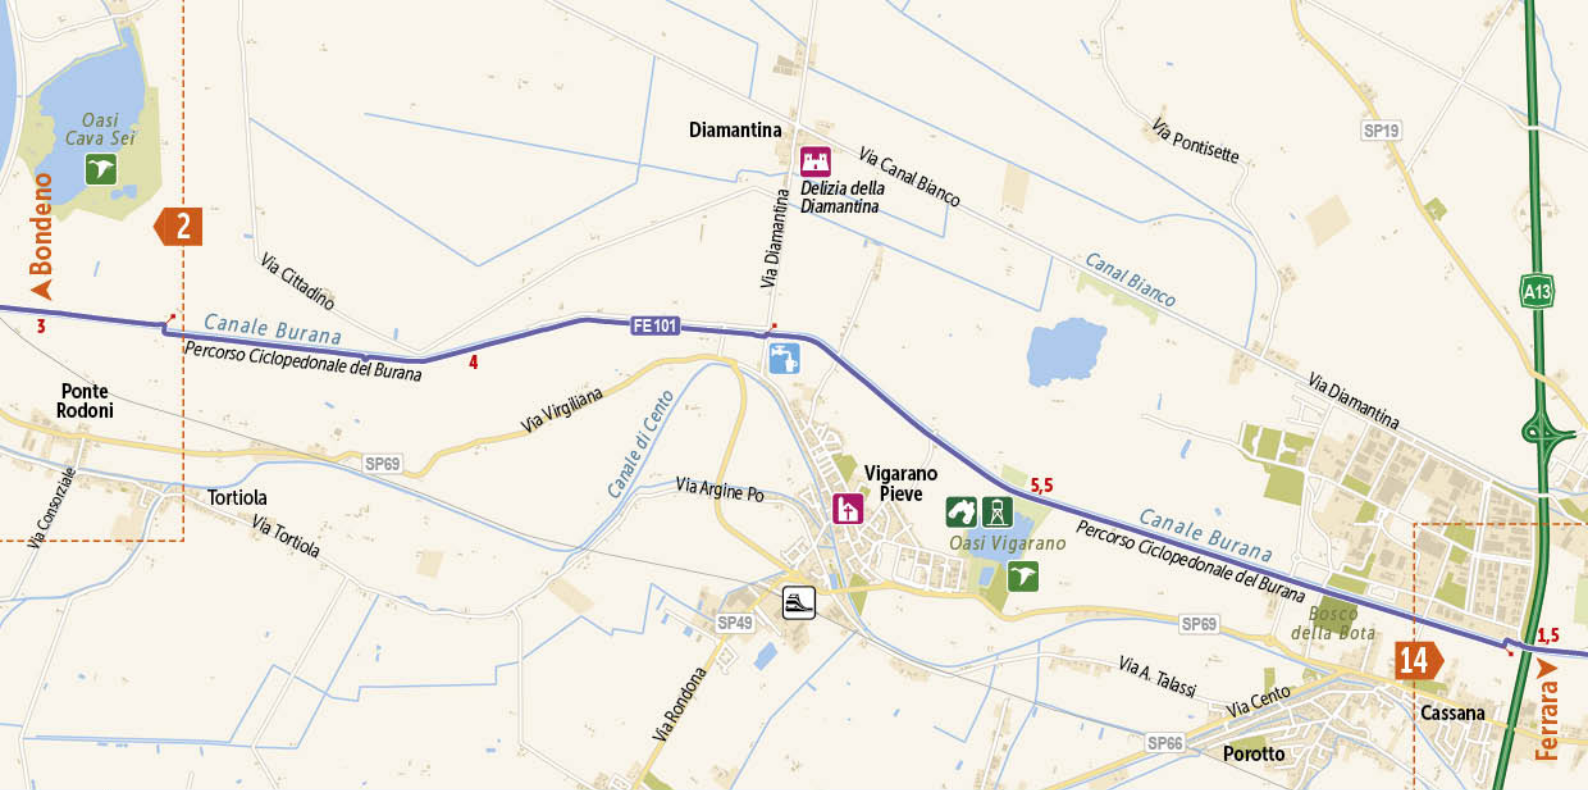 Oasi
Cava Sei
Bondeno
2
3
Via Cittadino
Canale Burana
Percorso Ciclopedonale del Burana
4
FE101
Diamantina
Delizia della
Diamantina
Via Diamantina
Via Canal Bianco
Canal Bianco
Via Pontisette
SP19
A13
Via Diamantina
Ponte
Rodoni
Via Consorziale
Tortiola
Via Tortiola
SP69
Via Virgiliana
Canale di Cento
Via Argine Po
Vigarano
Pieve
5,5
Oasi Vigarano
Canale Burana
Percorso Ciclopedonale del Burana
Bosco
della Bota
SP49
Via Rondona
SP69
Via A. Talassi
Via Cento
SP66
Porotto
14
Cassana
1,5
Ferrara